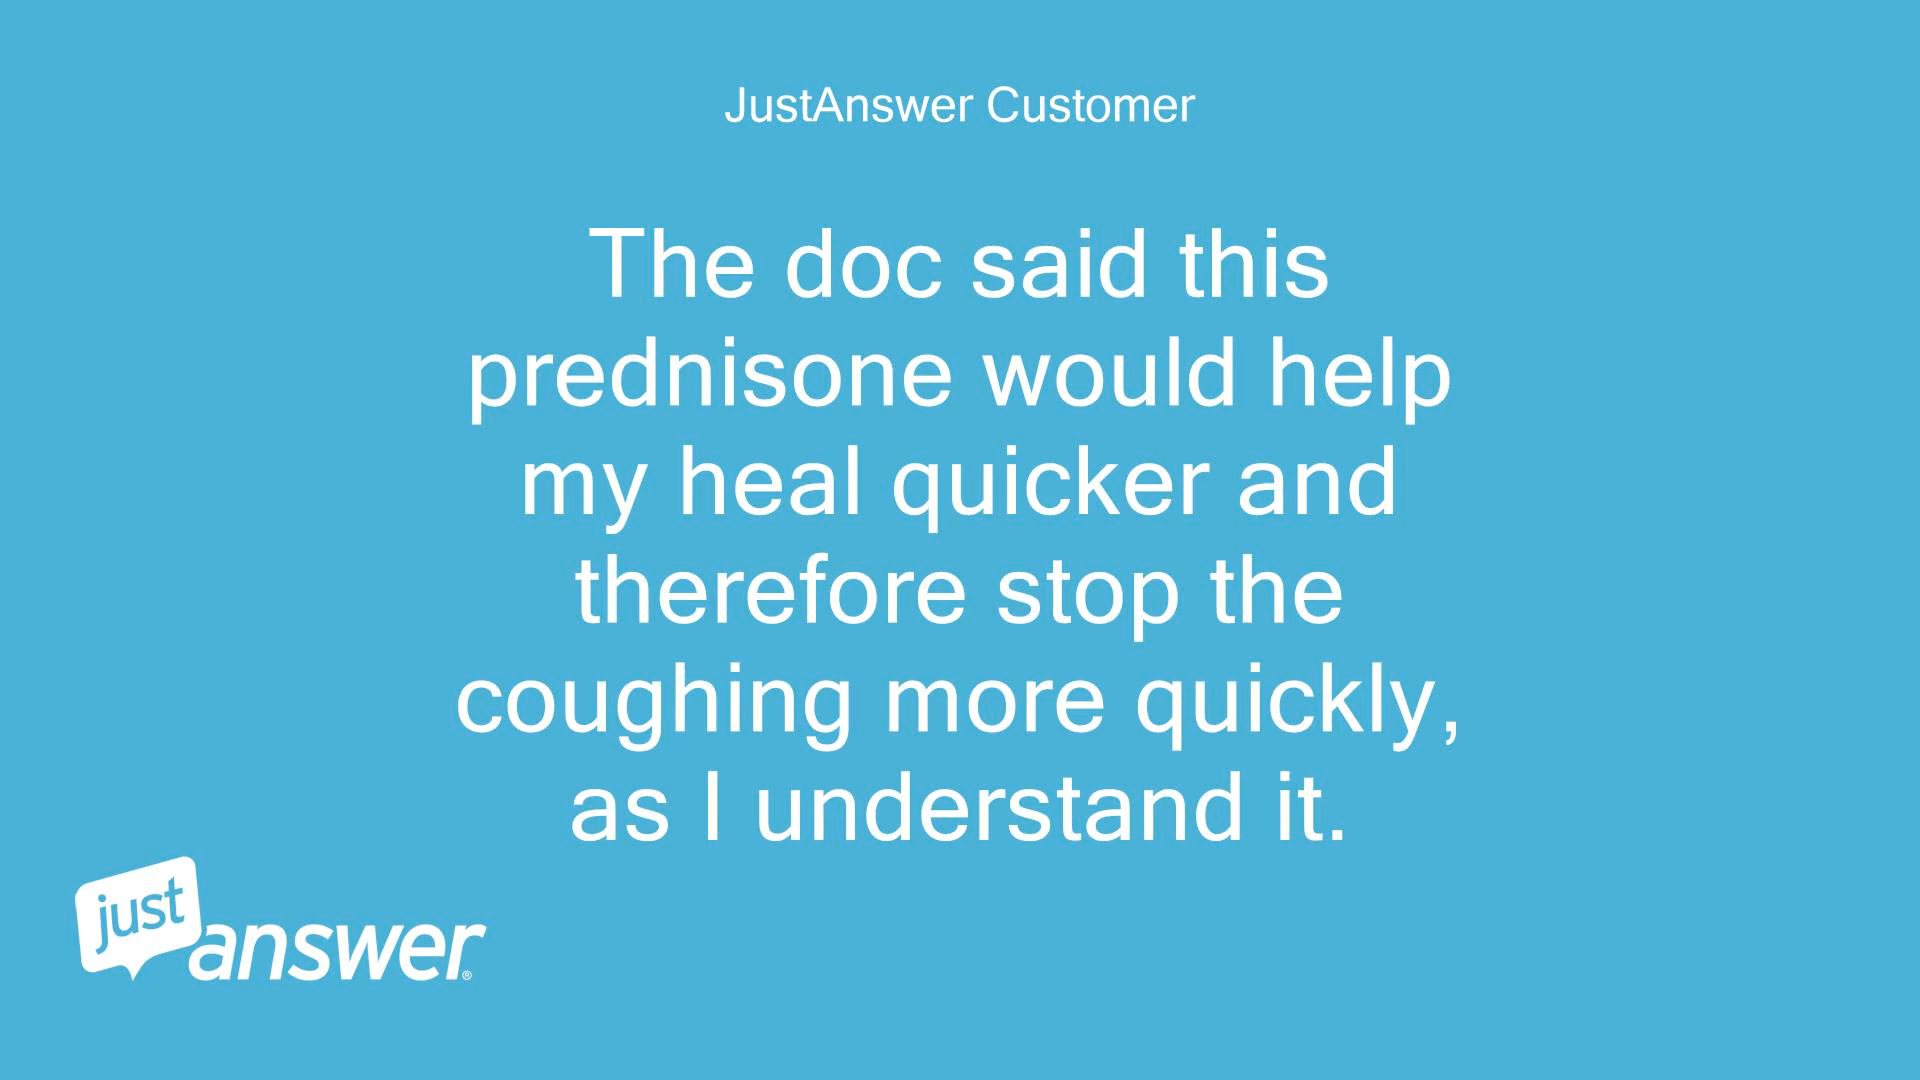 JustAnswer Customer
The doc said this
prednisone would help
my heal quicker and
therefore stop the
coughing more quickly,
as I understand it.
just
answer®